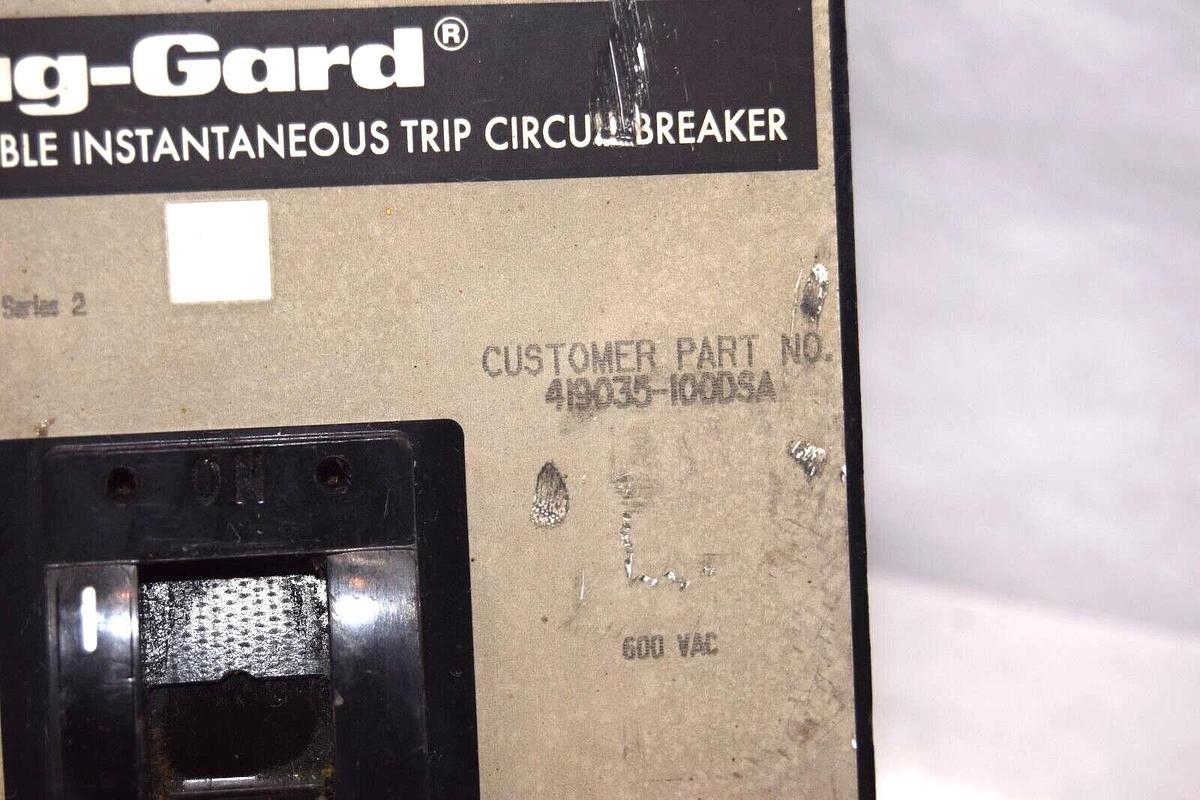 ag-Gard®
BLE INSTANTANEOUS TRIP CIRCUIT BREAKER
Series 2
CUSTOMER PART NO.
419035-100DSA
ON
600 VAC